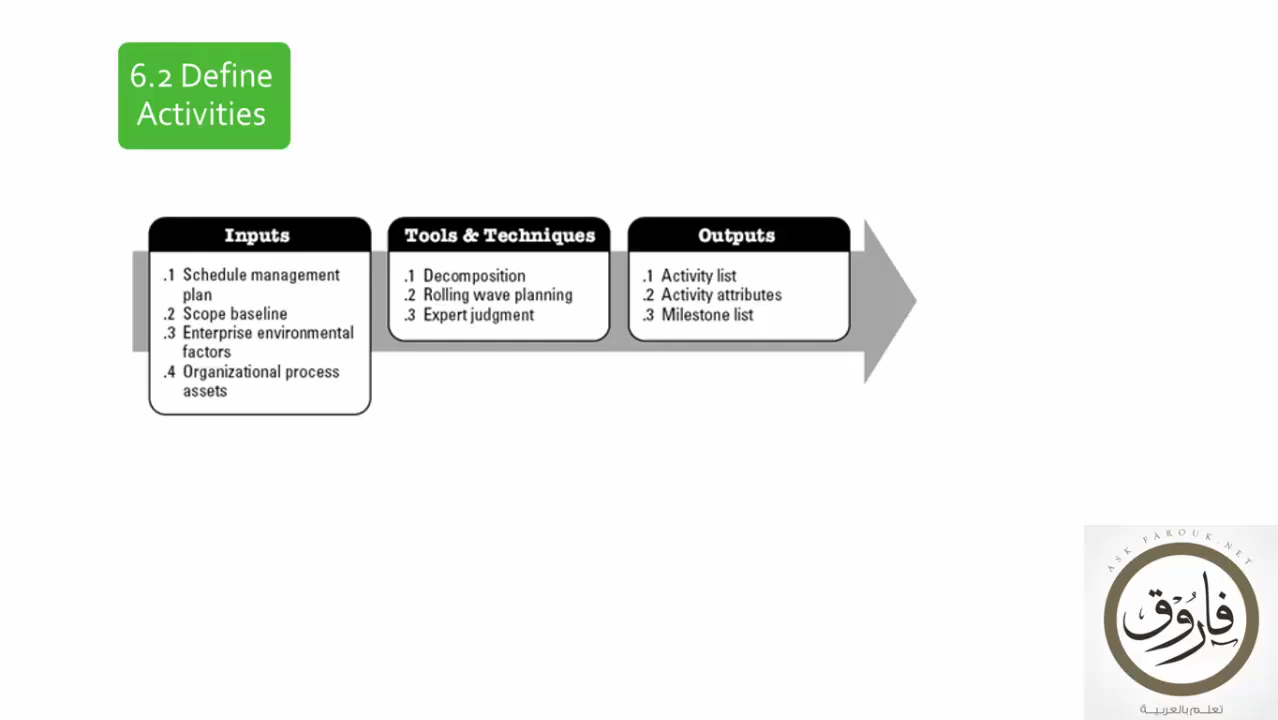 6.2 Define
Activities
Inputs
.1 Schedule management
plan
.2 Scope baseline
.3 Enterprise environmental
factors
.4 Organizational process
assets
Tools & Techniques
.1 Decomposition
.2 Rolling wave planning
.3 Expert judgment
Outputs
.1 Activity list
.2 Activity attributes
.3 Milestone list
ASK FAROUK.NET
فاروق
تعلم بالعربية